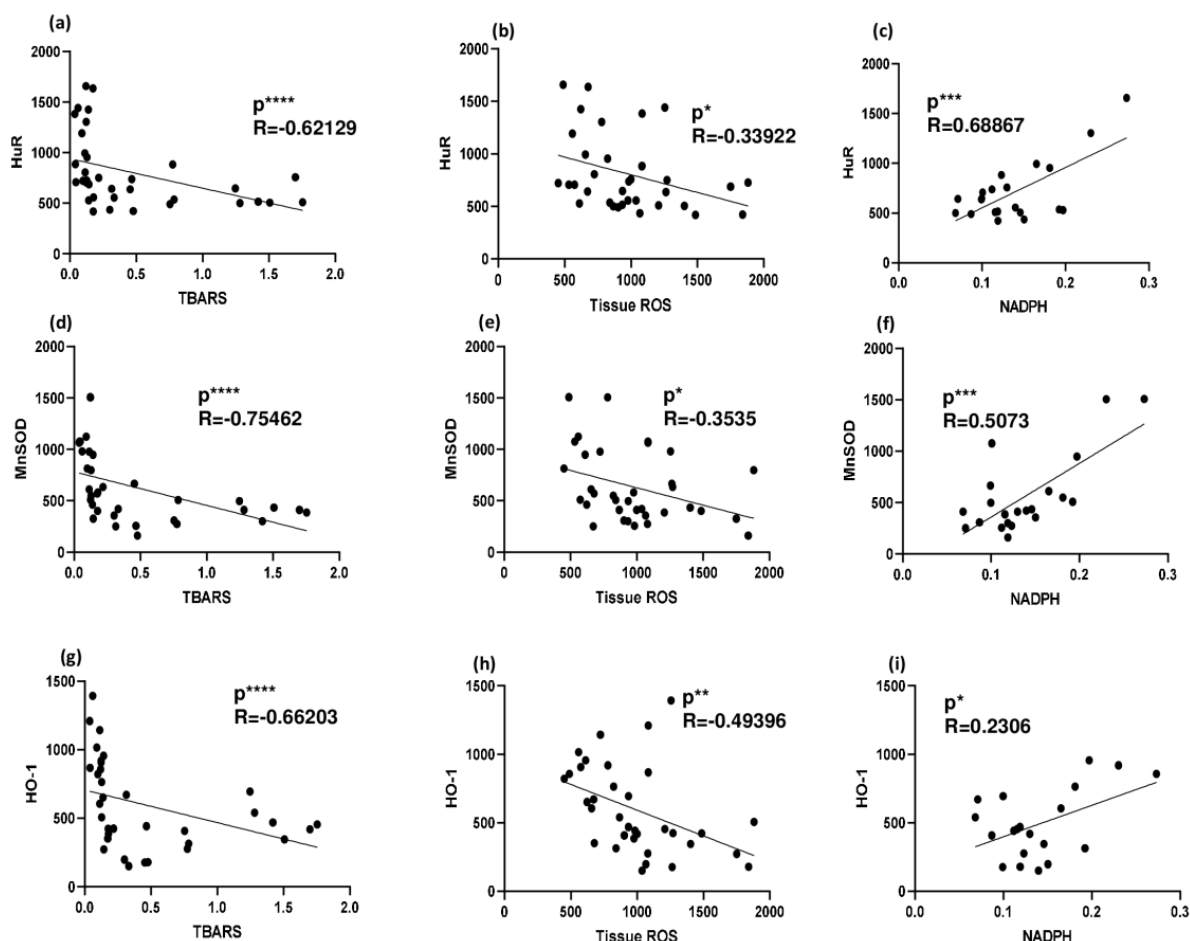 (a)
2000
1500
1000
500
0
HuR
p****
R=-0.62129
0.0 0.5 1.0 1.5 2.0
TBARS
(b)
2000
1500
1000
500
0
HuR
p*
R=-0.33922
0 500 1000 1500 2000
Tissue ROS
(c)
2000
1500
1000
500
0
HuR
p***
R=0.68867
0.0 0.1 0.2 0.3
NADPH
(d)
2000
1500
1000
500
0
MnSOD
p****
R=-0.75462
0.0 0.5 1.0 1.5 2.0
TBARS
(e)
2000
1500
1000
500
0
MnSOD
p*
R=-0.3535
0 500 1000 1500 2000
Tissue ROS
(f)
2000
1500
1000
500
0
MnSOD
p***
R=0.5073
0.0 0.1 0.2 0.3
NADPH
(g)
1500
1000
500
0
HO-1
p****
R=-0.66203
0.0 0.5 1.0 1.5 2.0
TBARS
(h)
1500
1000
500
0
HO-1
p**
R=-0.49396
0 500 1000 1500 2000
Tissue ROS
(i)
1500
1000
500
0
HO-1
p*
R=0.2306
0.0 0.1 0.2 0.3
NADPH